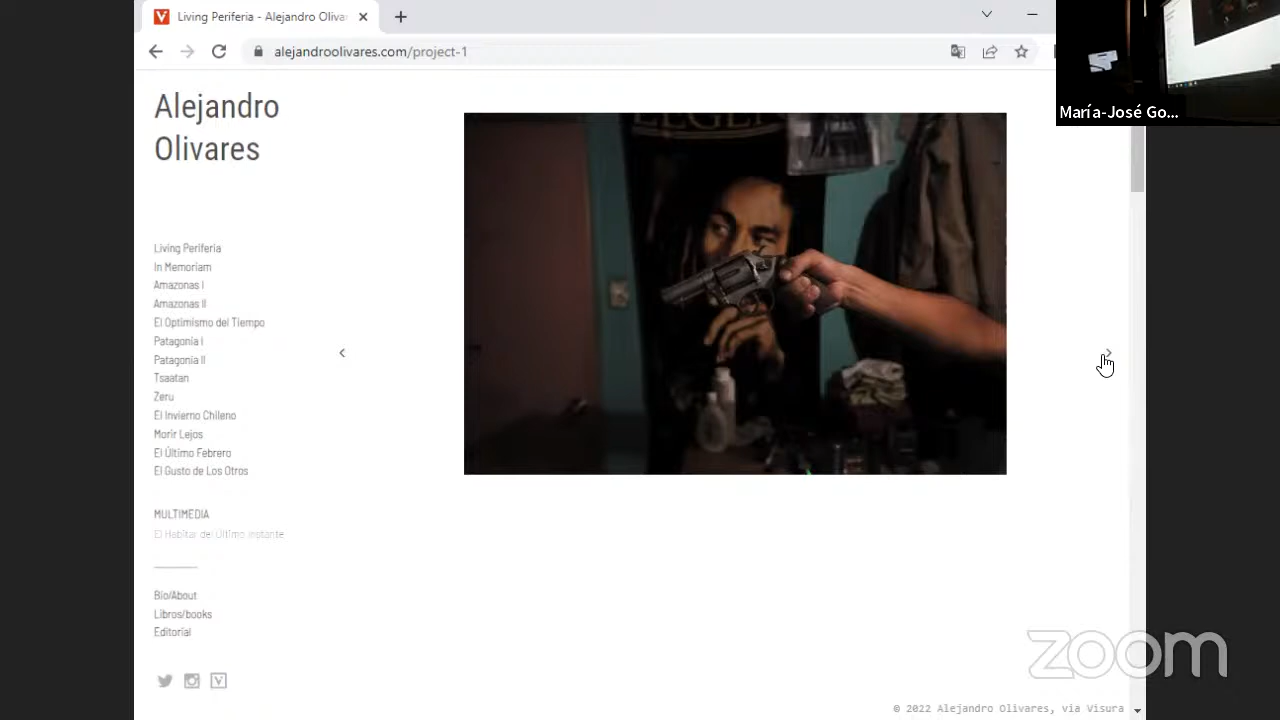 Living Periferia - Alejandro Oliva
alejandroolivares.com/project-1
María-José Go...
Alejandro
Olivares
Living Periferia
In Memoriam
Amazonas I
Amazonas II
El Optimismo del Tiempo
Patagonia I
Patagonia II
Tsaatan
Zeru
El Invierno Chileno
Morir Lejos
El Último Febrero
El Gusto de Los Otros
MULTIMEDIA
El Habitar del Último Instante
Bio/About
Libros/books
Editorial
zoom
© 2022 Alejandro Olivares, via Visura